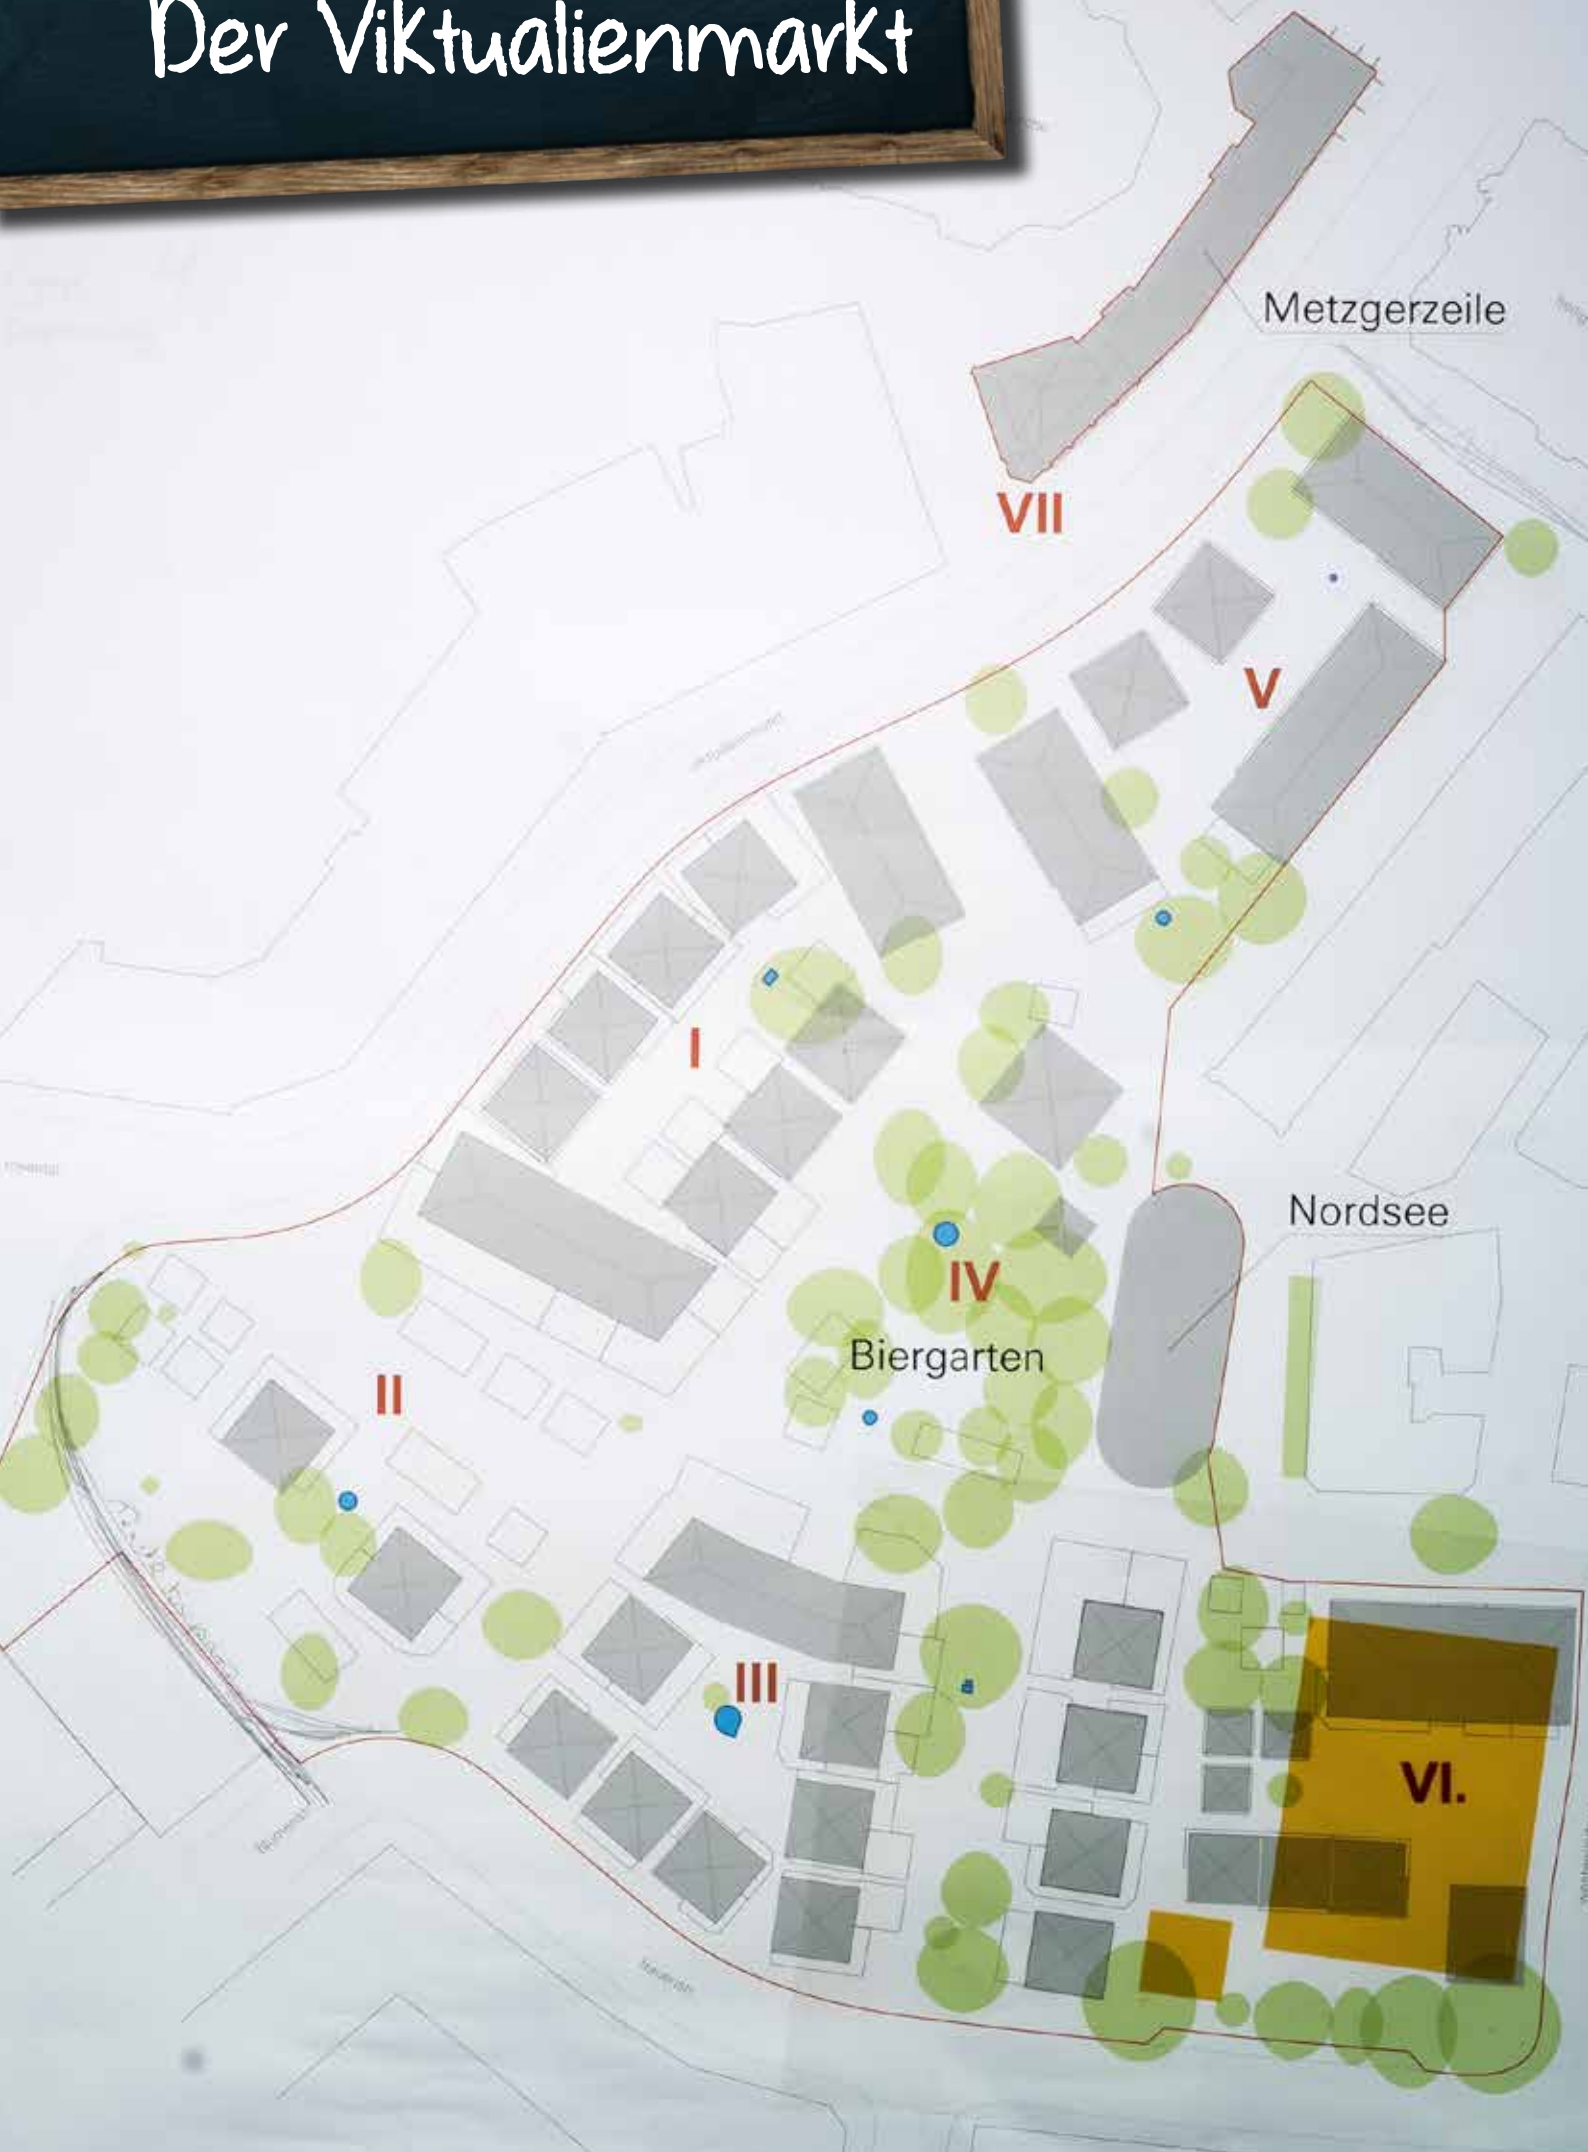 Der Viktualienmarkt
Metzgerzeile
VII
V
I
Nordsee
IV
Biergarten
II
III
VI.